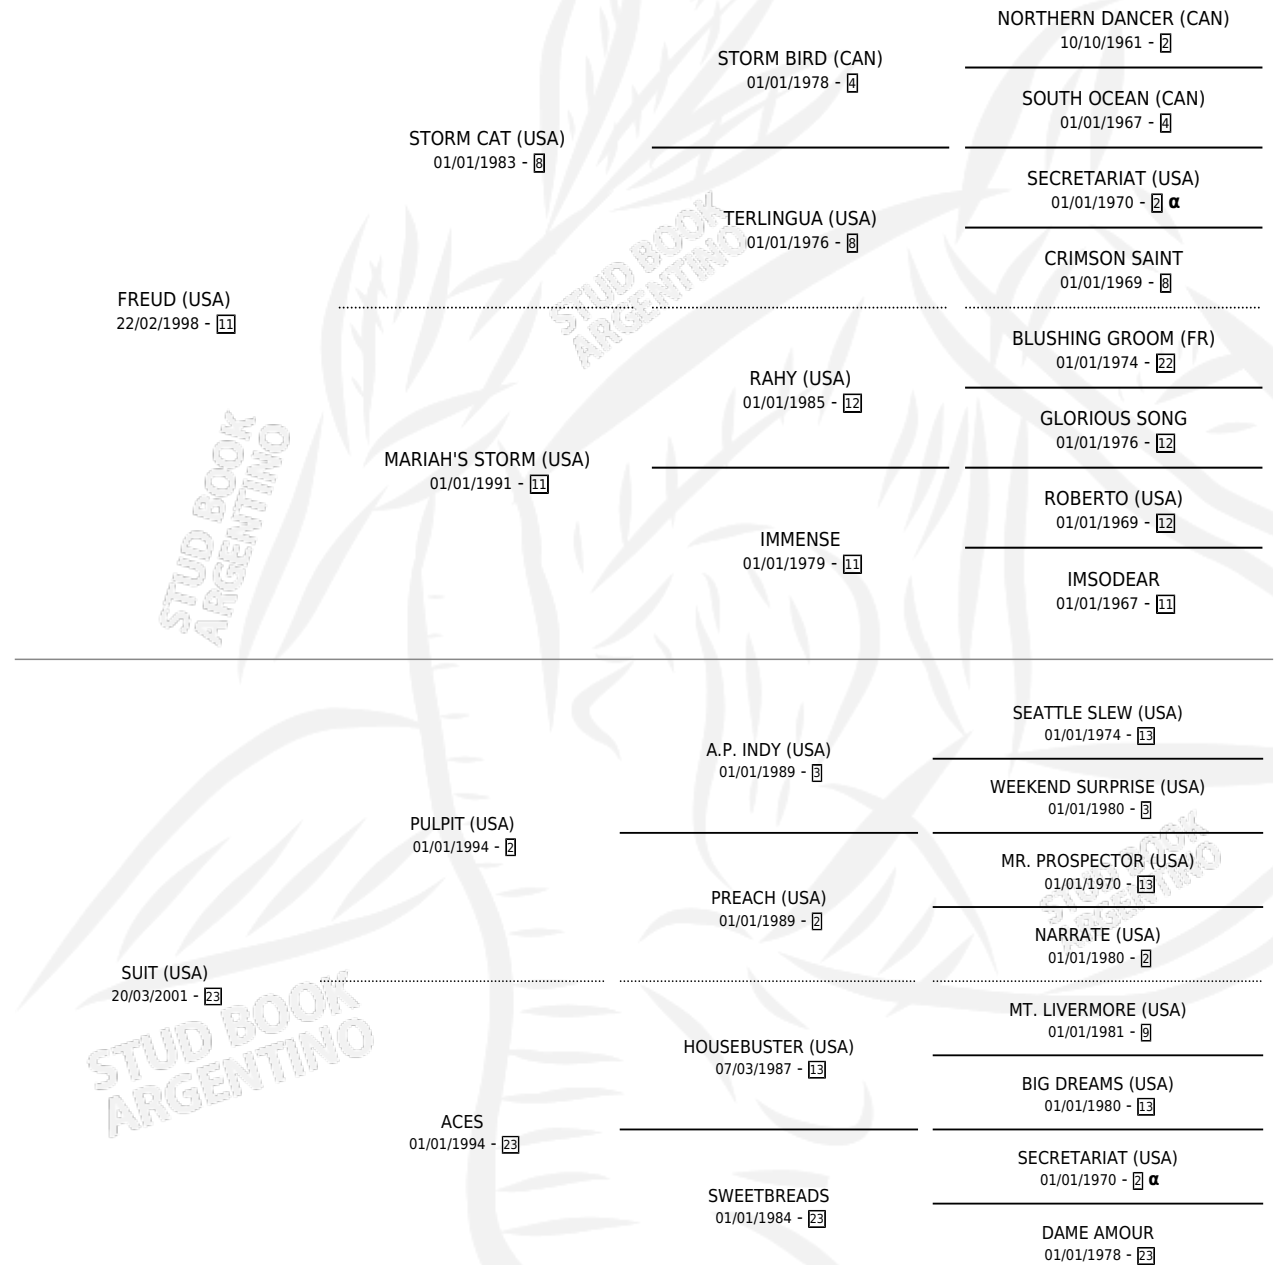 NORTHERN DANCER (CAN)
10/10/1961 - 2
STORM BIRD (CAN)
01/01/1978 - 4
SOUTH OCEAN (CAN)
01/01/1967 - 4
STORM CAT (USA)
01/01/1983 - 8
SECRETARIAT (USA)
01/01/1970 - 2 α
TERLINGUA (USA)
01/01/1976 - 8
CRIMSON SAINT
01/01/1969 - 8
FREUD (USA)
22/02/1998 - 11
BLUSHING GROOM (FR)
01/01/1974 - 22
RAHY (USA)
01/01/1985 - 12
GLORIOUS SONG
01/01/1976 - 12
MARIAH'S STORM (USA)
01/01/1991 - 11
ROBERTO (USA)
01/01/1969 - 12
IMMENSE
01/01/1979 - 11
IMSODEAR
01/01/1967 - 11
SEATTLE SLEW (USA)
01/01/1974 - 13
A.P. INDY (USA)
01/01/1989 - 3
WEEKEND SURPRISE (USA)
01/01/1980 - 3
PULPIT (USA)
01/01/1994 - 2
MR. PROSPECTOR (USA)
01/01/1970 - 13
PREACH (USA)
01/01/1989 - 2
NARRATE (USA)
01/01/1980 - 2
SUIT (USA)
20/03/2001 - 23
MT. LIVERMORE (USA)
01/01/1981 - 9
HOUSEBUSTER (USA)
07/03/1987 - 13
BIG DREAMS (USA)
01/01/1980 - 13
ACES
01/01/1994 - 23
SECRETARIAT (USA)
01/01/1970 - 2 α
SWEETBREADS
01/01/1984 - 23
DAME AMOUR
01/01/1978 - 23
STUD BOOK
ARGENTINO
STUD BOOK
ARGENTINO
STUD BOOK
ARGENTINO
STUD BOOK
ARGENTINO